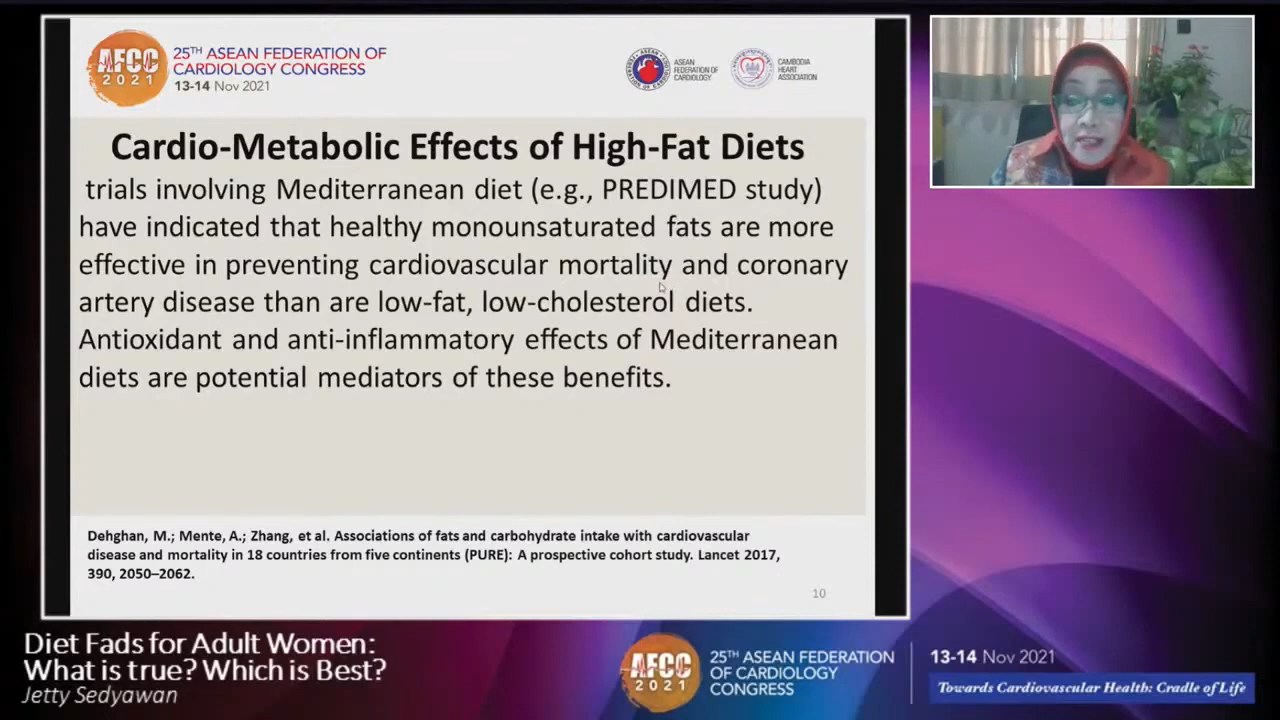 AFCC
2021
25TH ASEAN FEDERATION OF
CARDIOLOGY CONGRESS
13-14 Nov 2021
ASEAN
FEDERATION OF
CARDIOLOGY
CAMBODIA
HEART
ASSOCIATION
Cardio-Metabolic Effects of High-Fat Diets
trials involving Mediterranean diet (e.g., PREDIMED study)
have indicated that healthy monounsaturated fats are more
effective in preventing cardiovascular mortality and coronary
artery disease than are low-fat, low-cholesterol diets.
Antioxidant and anti-inflammatory effects of Mediterranean
diets are potential mediators of these benefits.
Dehghan, M.; Mente, A.; Zhang, et al. Associations of fats and carbohydrate intake with cardiovascular
disease and mortality in 18 countries from five continents (PURE): A prospective cohort study. Lancet 2017,
390, 2050–2062.
10
Diet Fads for Adult Women:
What is true? Which is Best?
Jetty Sedyawan
AFCC
2021
25TH ASEAN FEDERATION
OF CARDIOLOGY
CONGRESS
13-14 Nov 2021
Towards Cardiovascular Health: Cradle of Life